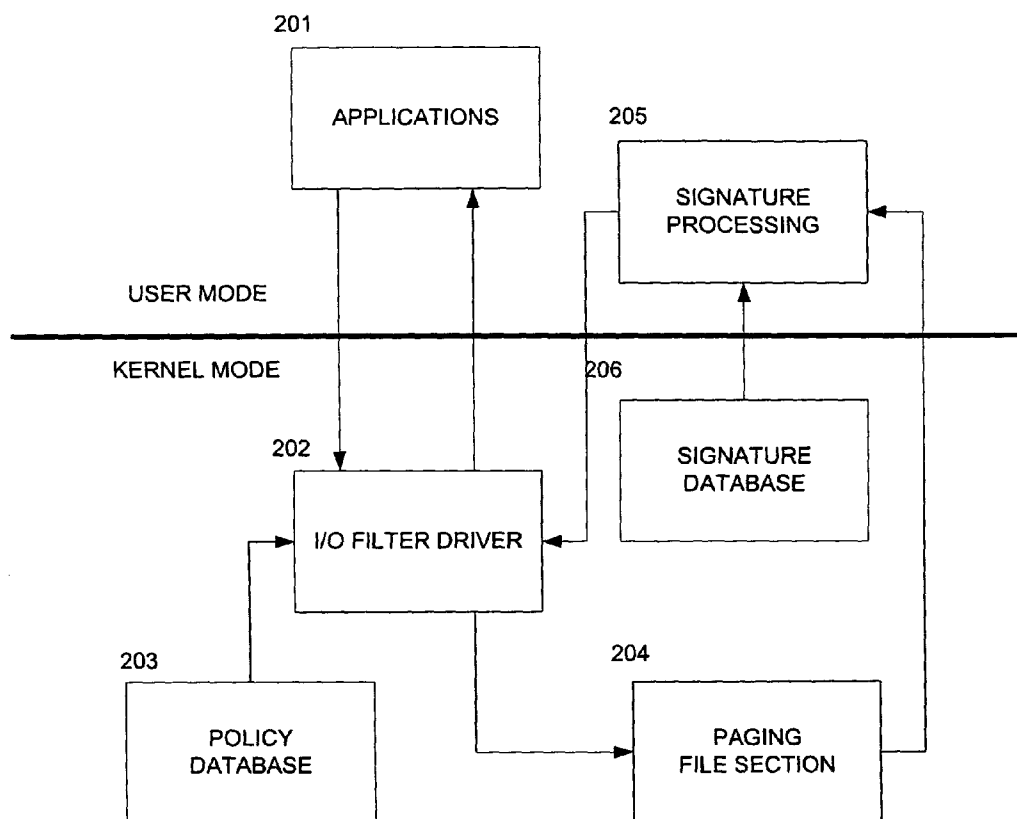 201
APPLICATIONS
205
SIGNATURE
PROCESSING
USER MODE
KERNEL MODE
206
SIGNATURE
DATABASE
202
I/O FILTER DRIVER
203
POLICY
DATABASE
204
PAGING
FILE SECTION